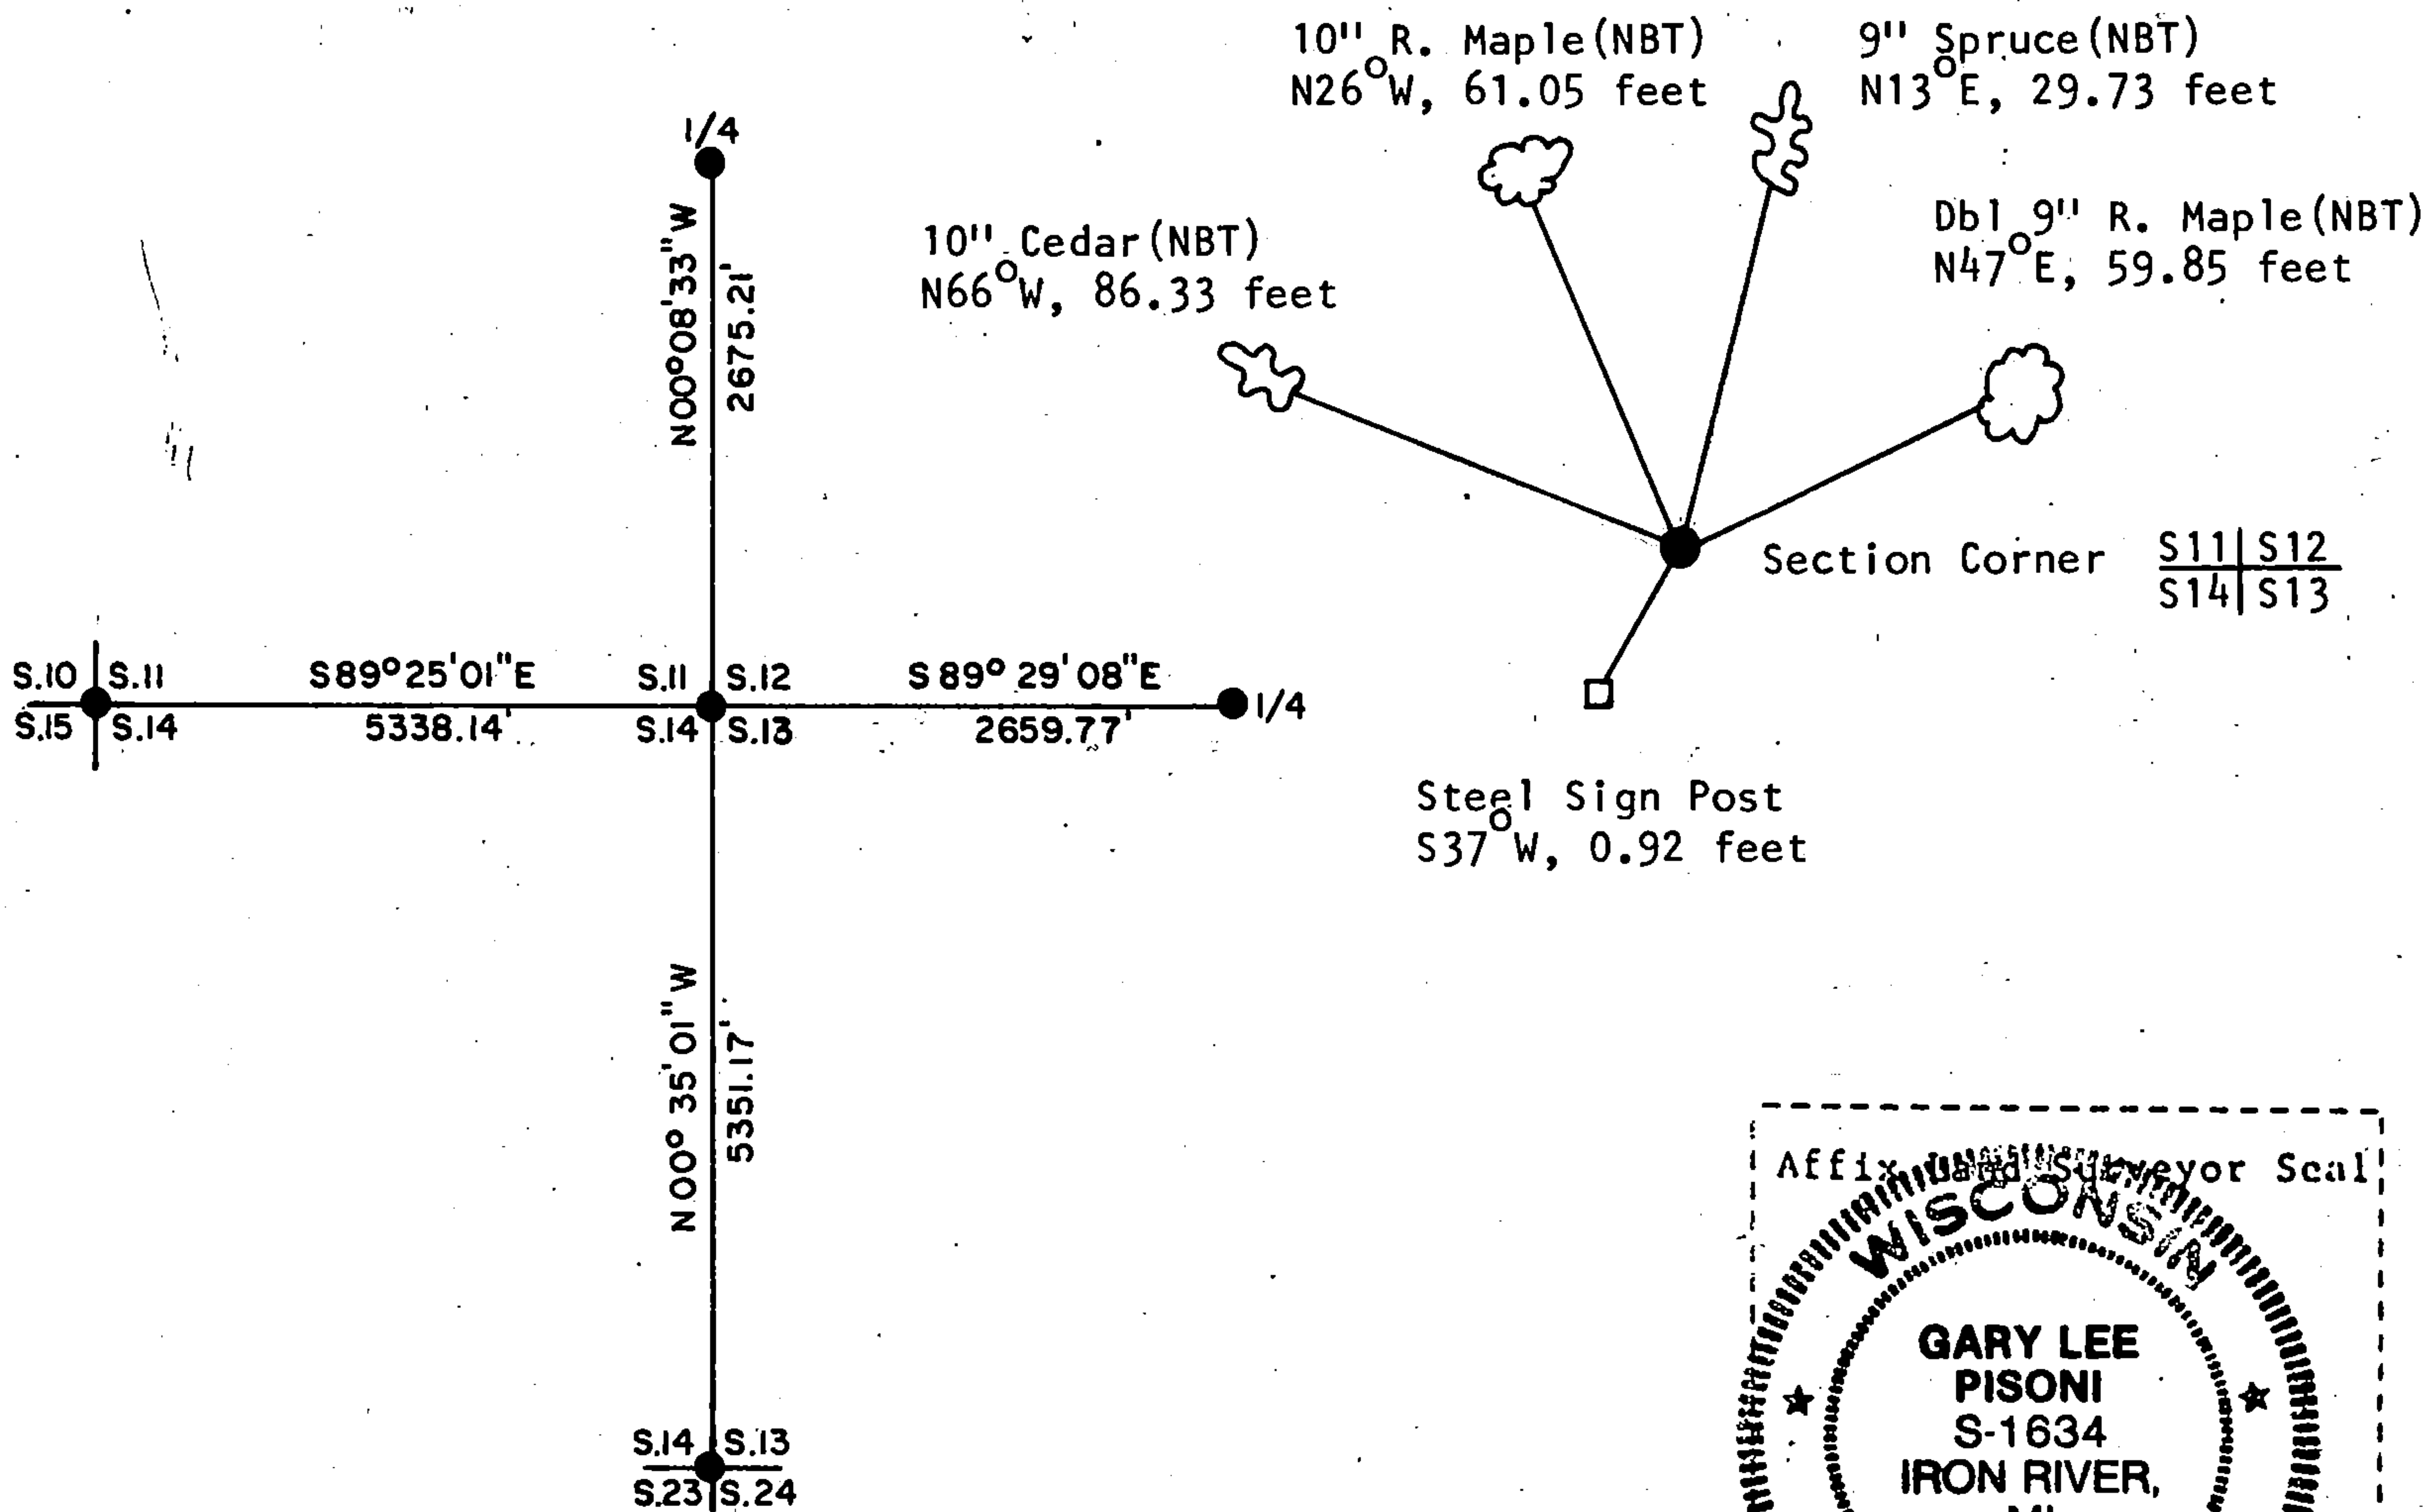 10" R. Maple(NBT)
N26°W, 61.05 feet
9" Spruce(NBT)
N13°E, 29.73 feet
Dbl 9" R. Maple(NBT)
N47°E, 59.85 feet
10" Cedar(NBT)
N66°W, 86.33 feet
1/4
N00°08'33"W
2675.21'
Section Corner
S11 S12
S14 S13
S.10 S.11
S.15 S.14
S89°25'01"E
5338.14'
S.11 S.12
S.14 S.13
S89°29'08"E
2659.77'
1/4
Steel Sign Post
S37°W, 0.92 feet
N00°35'01"W
5351.17'
S.14 S.13
S.23 S.24
Affix Land Surveyor Seal
WISCONSIN
GARY LEE
PISONI
S-1634
IRON RIVER,